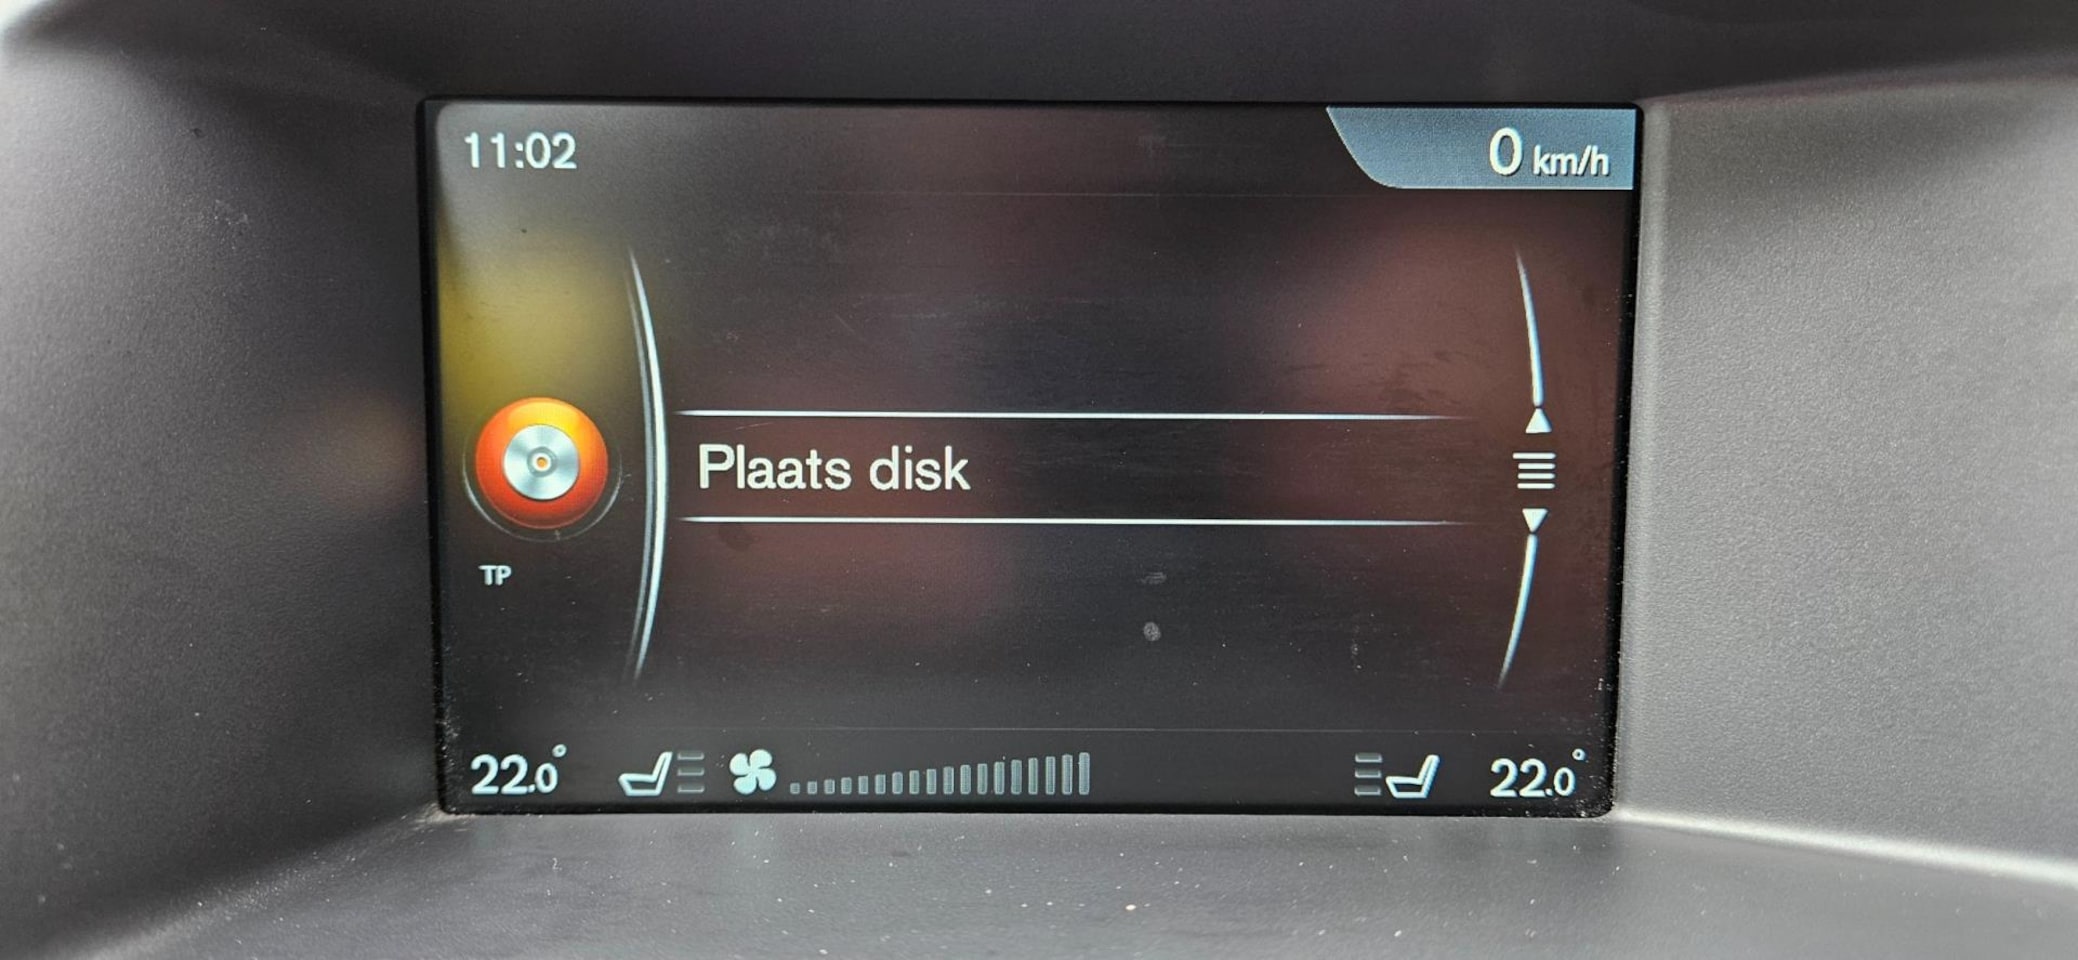 11:02
0 km/h
Plaats disk
TP
22.0°
22.0°